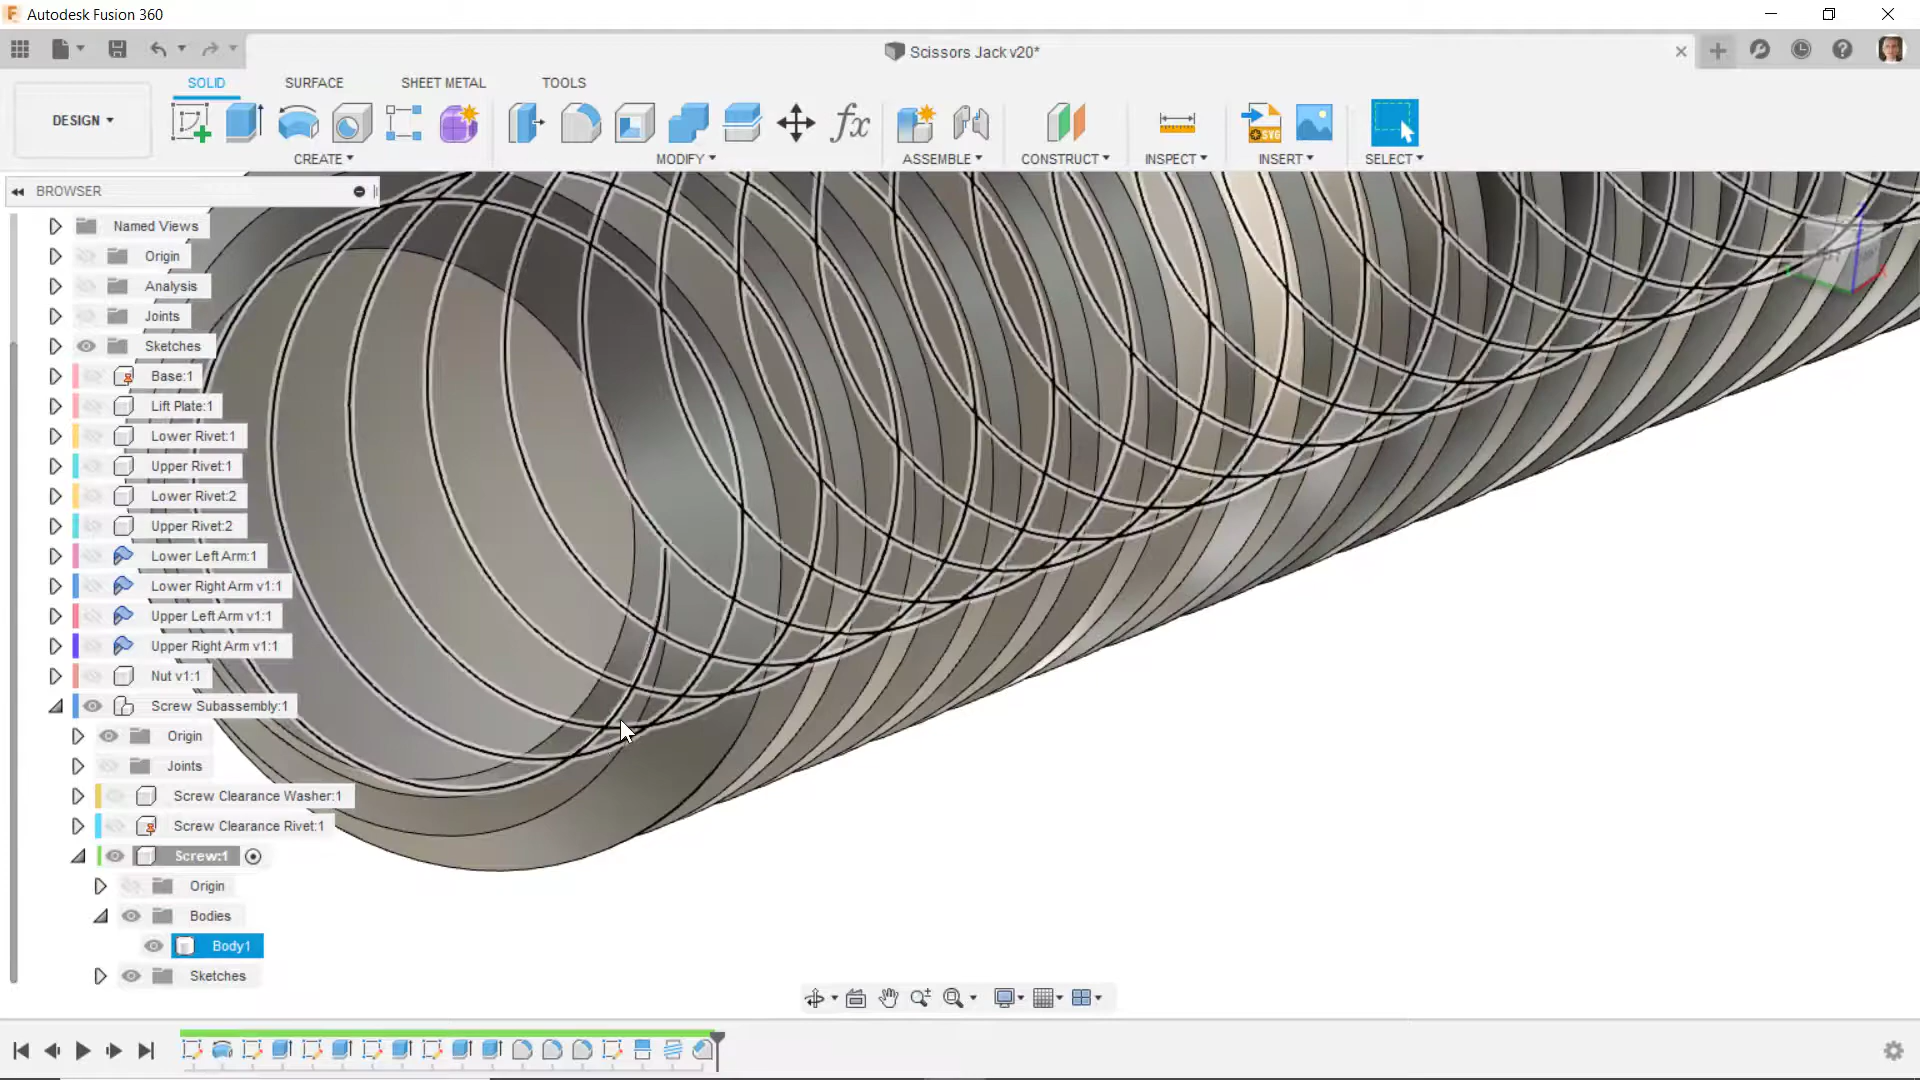 Autodesk Fusion 360
Scissors Jack v20*
SOLID
SURFACE
SHEET METAL
TOOLS
DESIGN
CREATE
MODIFY
ASSEMBLE
CONSTRUCT
INSPECT
INSERT
SELECT
fx
SVG
BROWSER
Named Views
Origin
Analysis
Joints
Sketches
Base:1
Lift Plate:1
Lower Rivet:1
Upper Rivet:1
Lower Rivet:2
Upper Rivet:2
Lower Left Arm:1
Lower Right Arm v1:1
Upper Left Arm v1:1
Upper Right Arm v1:1
Nut v1:1
Screw Subassembly:1
Origin
Joints
Screw Clearance Washer:1
Screw Clearance Rivet:1
Screw:1
Origin
Bodies
Body1
Sketches